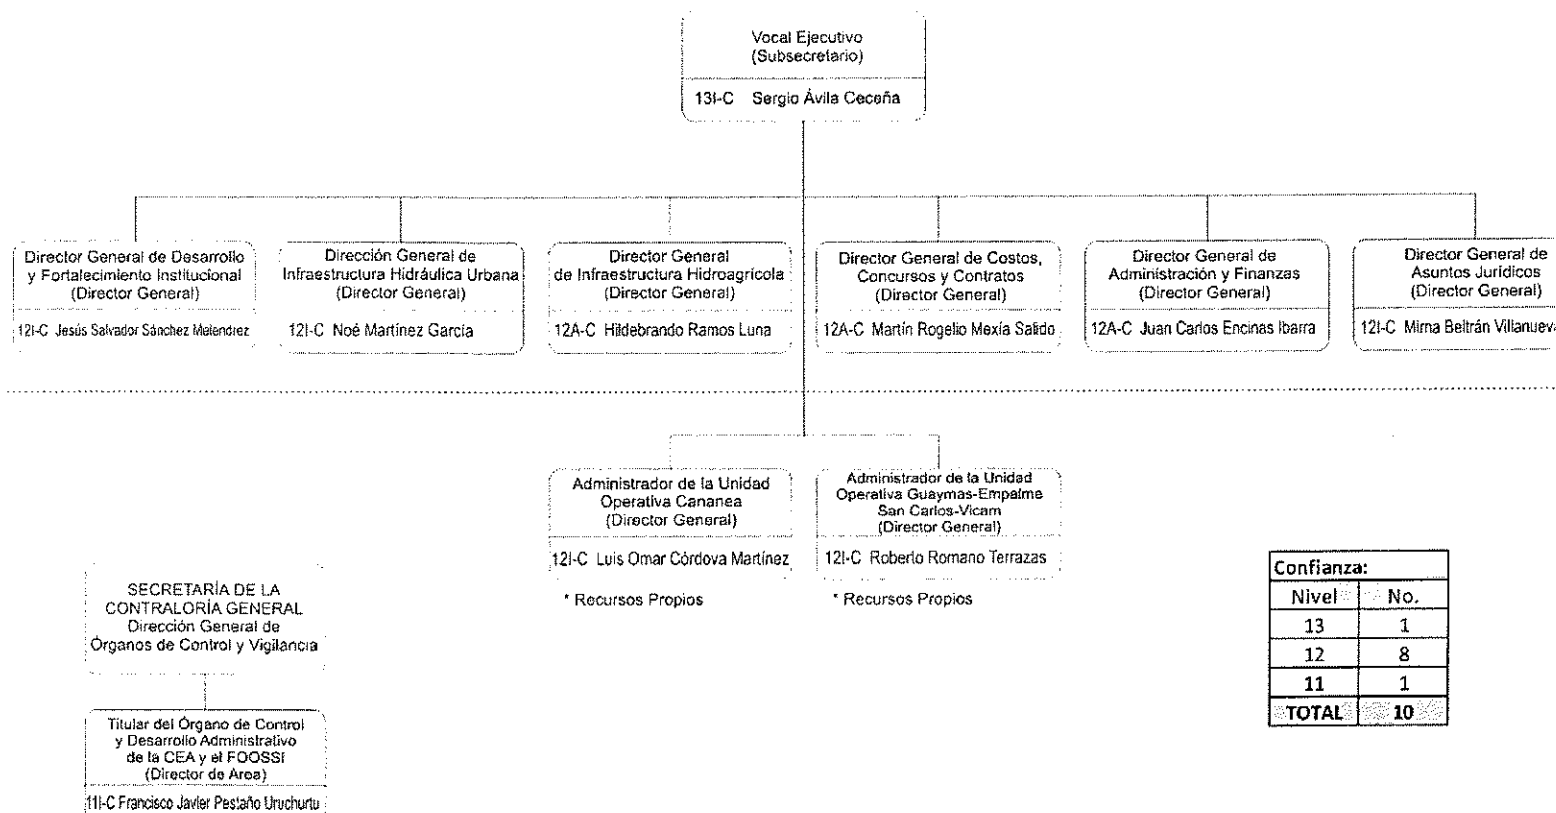 Vocal Ejecutivo
(Subsecretario)
13I-C Sergio Ávila Ceceña
Director General de Desarrollo
y Fortalecimiento Institucional
(Director General)
12I-C Jesús Salvador Sánchez Melendrez
Dirección General de
Infraestructura Hidráulica Urbana
(Director General)
12I-C Noé Martínez García
Director General
de Infraestructura Hidroagrícola
(Director General)
12A-C Hildebrando Ramos Luna
Director General de Costos,
Concursos y Contratos
(Director General)
12A-C Martín Rogelio Mexía Salido
Director General de
Administración y Finanzas
(Director General)
12A-C Juan Carlos Encinas Ibarra
Director General de
Asuntos Jurídicos
(Director General)
12I-C Mirna Beltrán Villanueva
Administrador de la Unidad
Operativa Cananea
(Director General)
12I-C Luis Omar Córdova Martínez
* Recursos Propios
Administrador de la Unidad
Operativa Guaymas-Empalme
San Carlos-Vicam
(Director General)
12I-C Roberto Romano Terrazas
* Recursos Propios
SECRETARÍA DE LA
CONTRALORÍA GENERAL
Dirección General de
Órganos de Control y Vigilancia
Titular del Órgano de Control
y Desarrollo Administrativo
de la CEA y el FOOSSI
(Director de Area)
11I-C Francisco Javier Pestaño Uruchurtu
Confianza:
Nivel No.
13 1
12 8
11 1
TOTAL 10